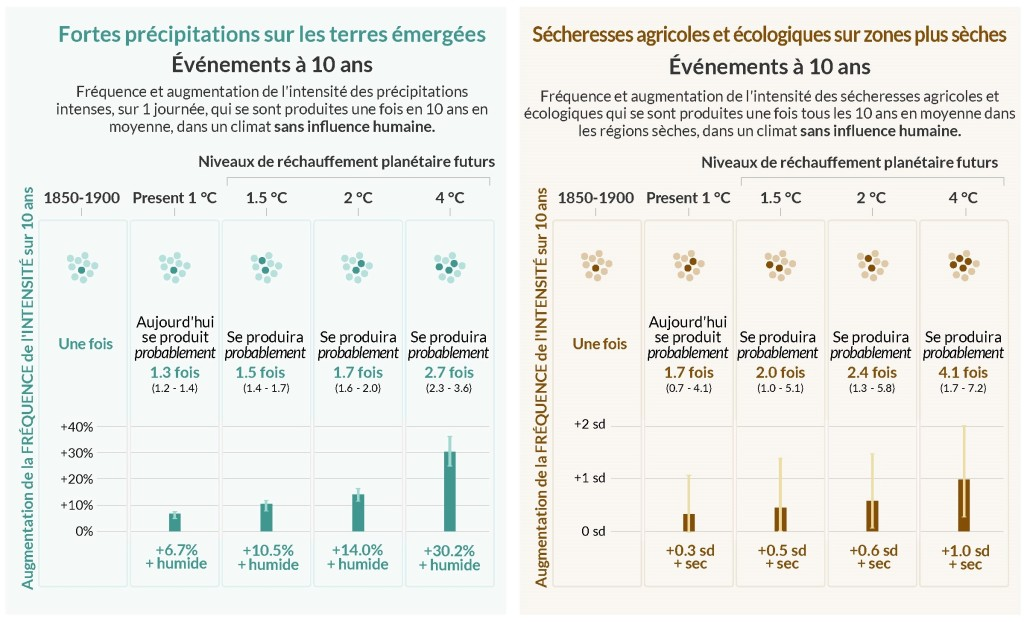 Fortes précipitations sur les terres émergées
Événements à 10 ans
Fréquence et augmentation de l'intensité des précipitations
intenses, sur 1 journée, qui se sont produites une fois en 10 ans en
moyenne, dans un climat sans influence humaine.
Niveaux de réchauffement planétaire futurs
1850-1900 Present 1 °C 1.5 °C 2 °C 4 °C
Augmentation de la FRÉQUENCE de l'INTENSITÉ sur 10 ans
Une fois
Aujourd'hui
se produit
probablement
1.3 fois
(1.2 - 1.4)
Se produira
probablement
1.5 fois
(1.4 - 1.7)
Se produira
probablement
1.7 fois
(1.6 - 2.0)
Se produira
probablement
2.7 fois
(2.3 - 3.6)
+40%
+30%
+20%
+10%
0%
+6.7%
+ humide
+10.5%
+ humide
+14.0%
+ humide
+30.2%
+ humide
Sécheresses agricoles et écologiques sur zones plus sèches
Événements à 10 ans
Fréquence et augmentation de l'intensité des sécheresses agricoles et
écologiques qui se sont produites une fois tous les 10 ans en moyenne dans
les régions sèches, dans un climat sans influence humaine.
Niveaux de réchauffement planétaire futurs
1850-1900 Present 1 °C 1.5 °C 2 °C 4 °C
Augmentation de la FRÉQUENCE de l'INTENSITÉ sur 10 ans
Une fois
Aujourd'hui
se produit
probablement
1.7 fois
(0.7 - 4.1)
Se produira
probablement
2.0 fois
(1.0 - 5.1)
Se produira
probablement
2.4 fois
(1.3 - 5.8)
Se produira
probablement
4.1 fois
(1.7 - 7.2)
+2 sd
+1 sd
0 sd
+0.3 sd
+ sec
+0.5 sd
+ sec
+0.6 sd
+ sec
+1.0 sd
+ sec